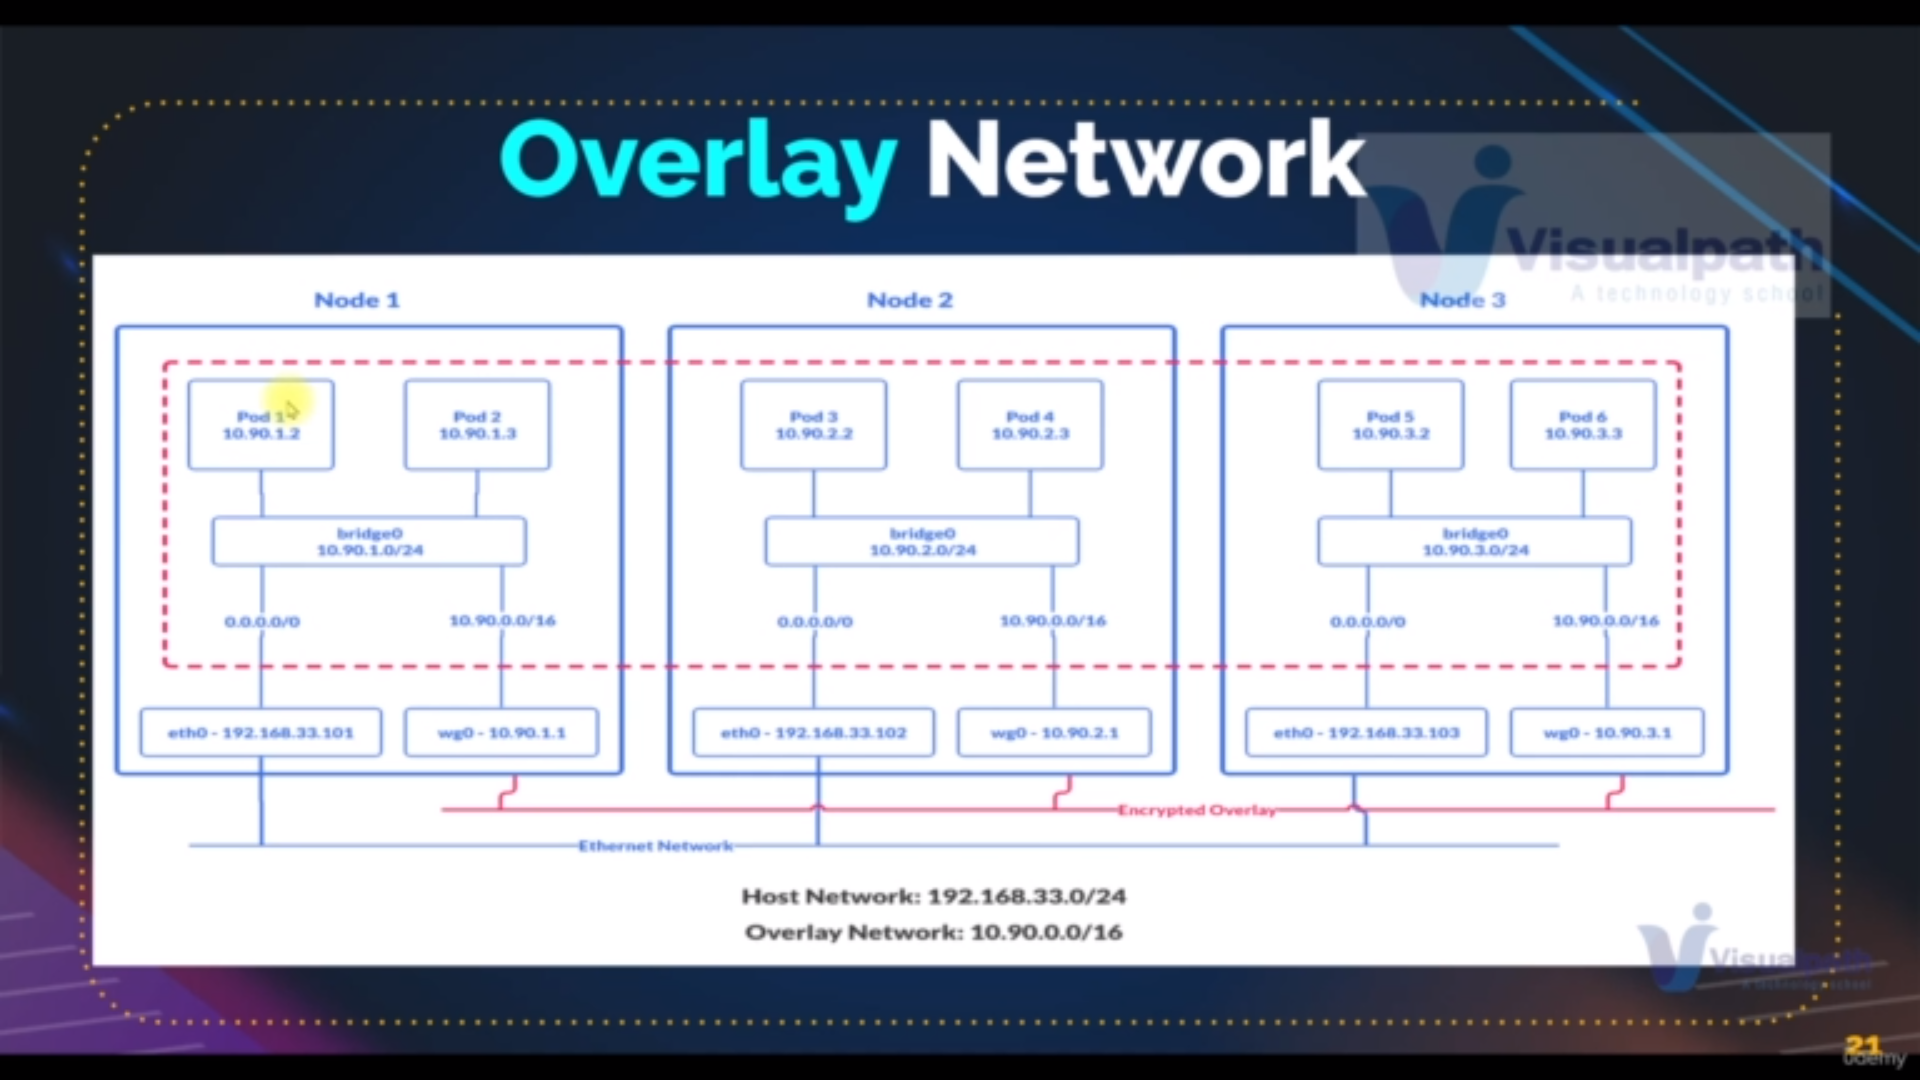 Overlay Network
Visualpath
A technology school
Node 1
Node 2
Node 3
Pod 1
10.90.1.2
Pod 2
10.90.1.3
Pod 3
10.90.2.2
Pod 4
10.90.2.3
Pod 5
10.90.3.2
Pod 6
10.90.3.3
bridge0
10.90.1.0/24
bridge0
10.90.2.0/24
bridge0
10.90.3.0/24
0.0.0.0/0
10.90.0.0/16
0.0.0.0/0
10.90.0.0/16
0.0.0.0/0
10.90.0.0/16
eth0 - 192.168.33.101
wg0 - 10.90.1.1
eth0 - 192.168.33.102
wg0 - 10.90.2.1
eth0 - 192.168.33.103
wg0 - 10.90.3.1
Encrypted Overlay
Ethernet Network
Host Network: 192.168.33.0/24
Overlay Network: 10.90.0.0/16
Visualpath
A technology school
21
ûdemy